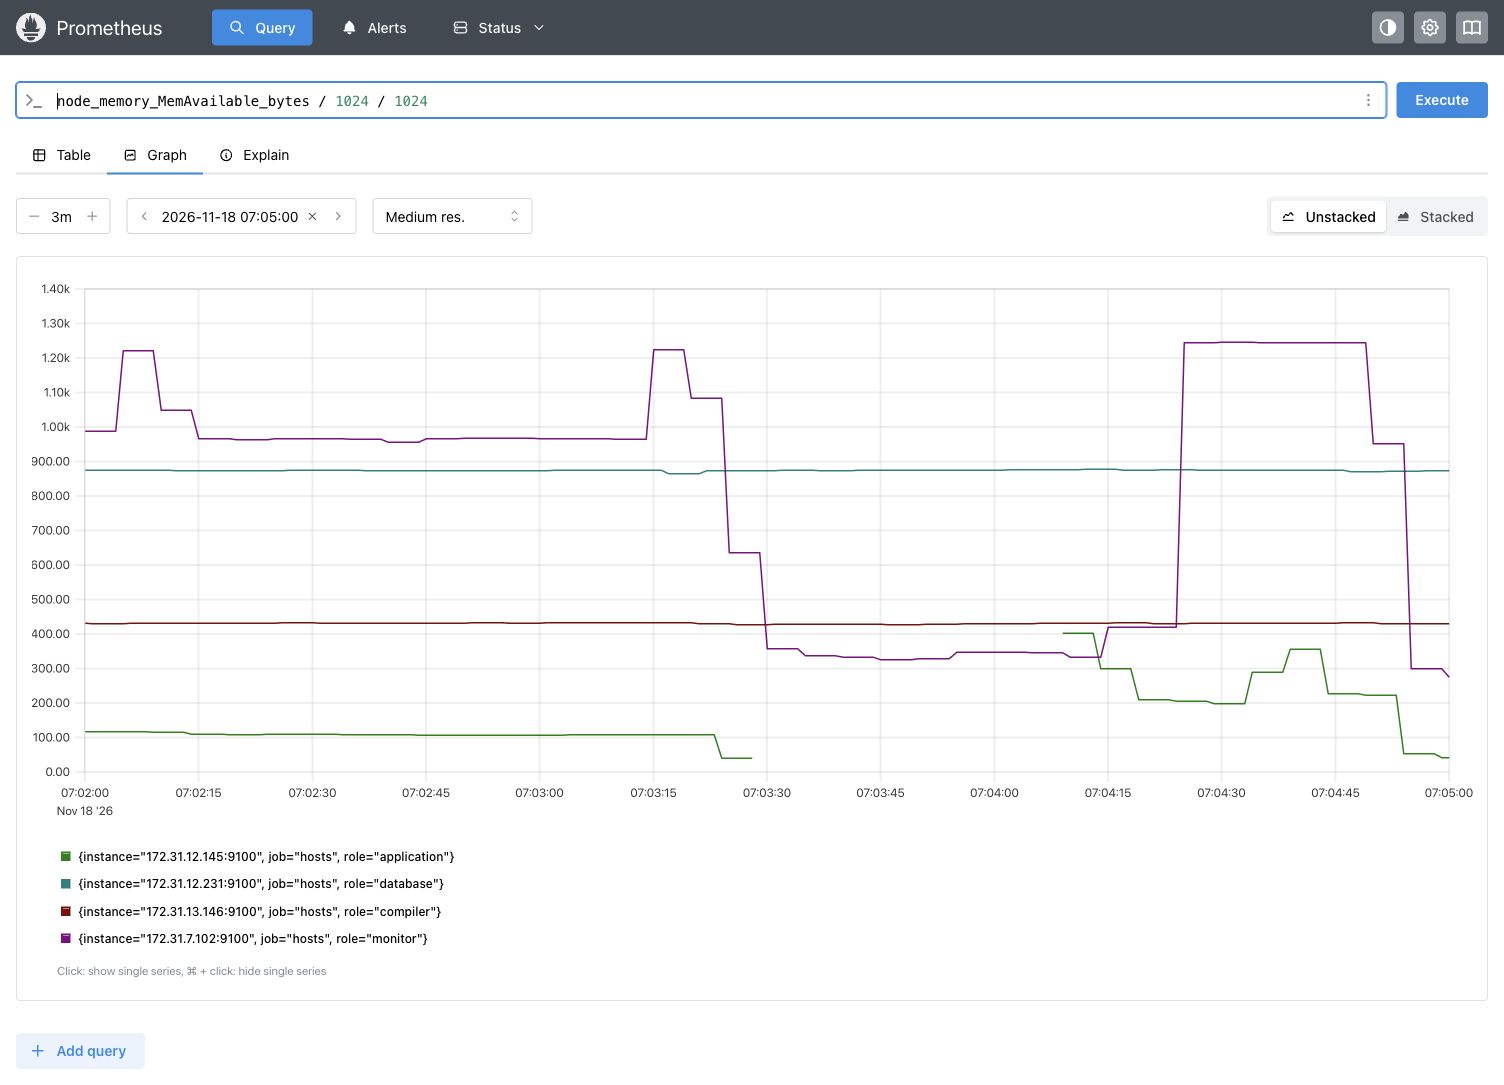 Prometheus Query Alerts Status
>_ node_memory_MemAvailable_bytes / 1024 / 1024 Execute
Table Graph Explain
3m 2026-11-18 07:05:00 Medium res. Unstacked Stacked
1.40k
1.30k
1.20k
1.10k
1.00k
900.00
800.00
700.00
600.00
500.00
400.00
300.00
200.00
100.00
0.00
07:02:00 07:02:15 07:02:30 07:02:45 07:03:00 07:03:15 07:03:30 07:03:45 07:04:00 07:04:15 07:04:30 07:04:45 07:05:00
Nov 18 '26
{instance="172.31.12.145:9100", job="hosts", role="application"}
{instance="172.31.12.231:9100", job="hosts", role="database"}
{instance="172.31.13.146:9100", job="hosts", role="compiler"}
{instance="172.31.7.102:9100", job="hosts", role="monitor"}
Click: show single series, ⌘ + click: hide single series
+ Add query